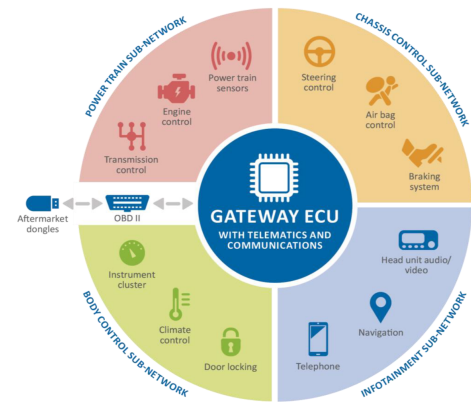 POWER TRAIN SUB-NETWORK
CHASSIS CONTROL SUB-NETWORK
Power train
sensors
Engine
control
Transmission
control
Steering
control
Air bag
control
Braking
system
GATEWAY ECU
WITH TELEMATICS AND
COMMUNICATIONS
Aftermarket
dongles
OBD II
Instrument
cluster
Climate
control
Door locking
Head unit audio/
video
Navigation
Telephone
BODY CONTROL SUB-NETWORK
INFOTAINMENT SUB-NETWORK